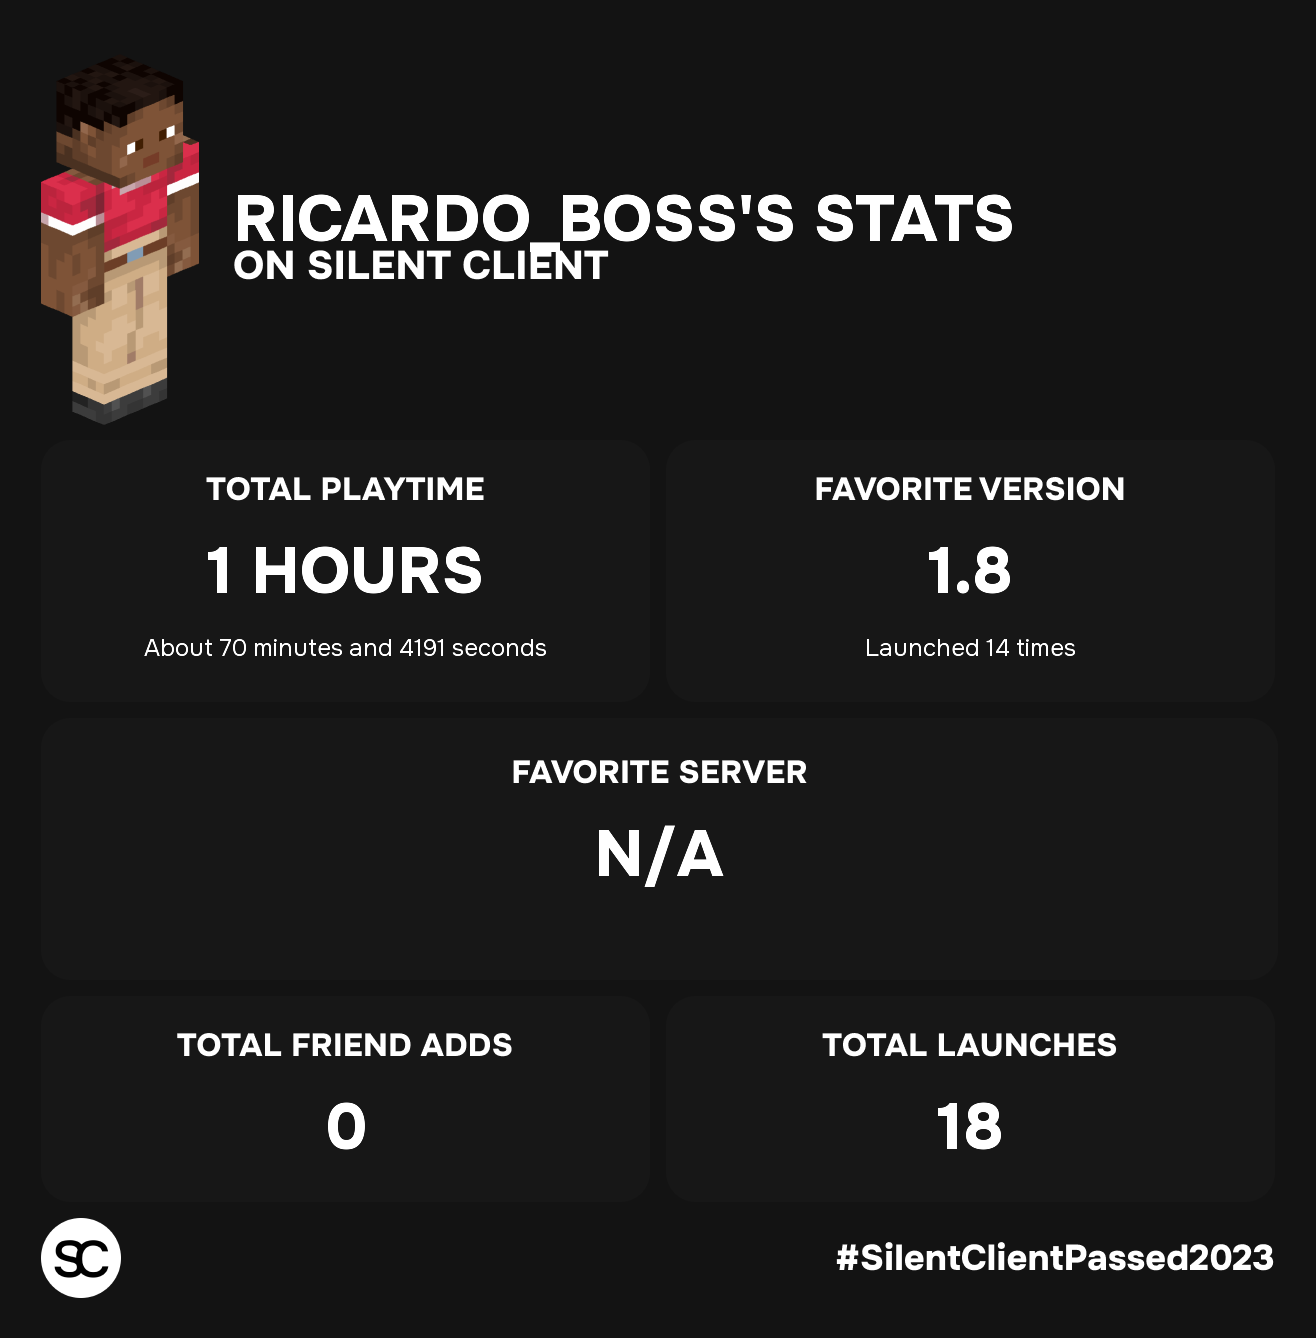 RICARDO_BOSS'S STATS
ON SILENT CLIENT
TOTAL PLAYTIME
1 HOURS
About 70 minutes and 4191 seconds
FAVORITE VERSION
1.8
Launched 14 times
FAVORITE SERVER
N/A
TOTAL FRIEND ADDS
0
TOTAL LAUNCHES
18
SC
#SilentClientPassed2023